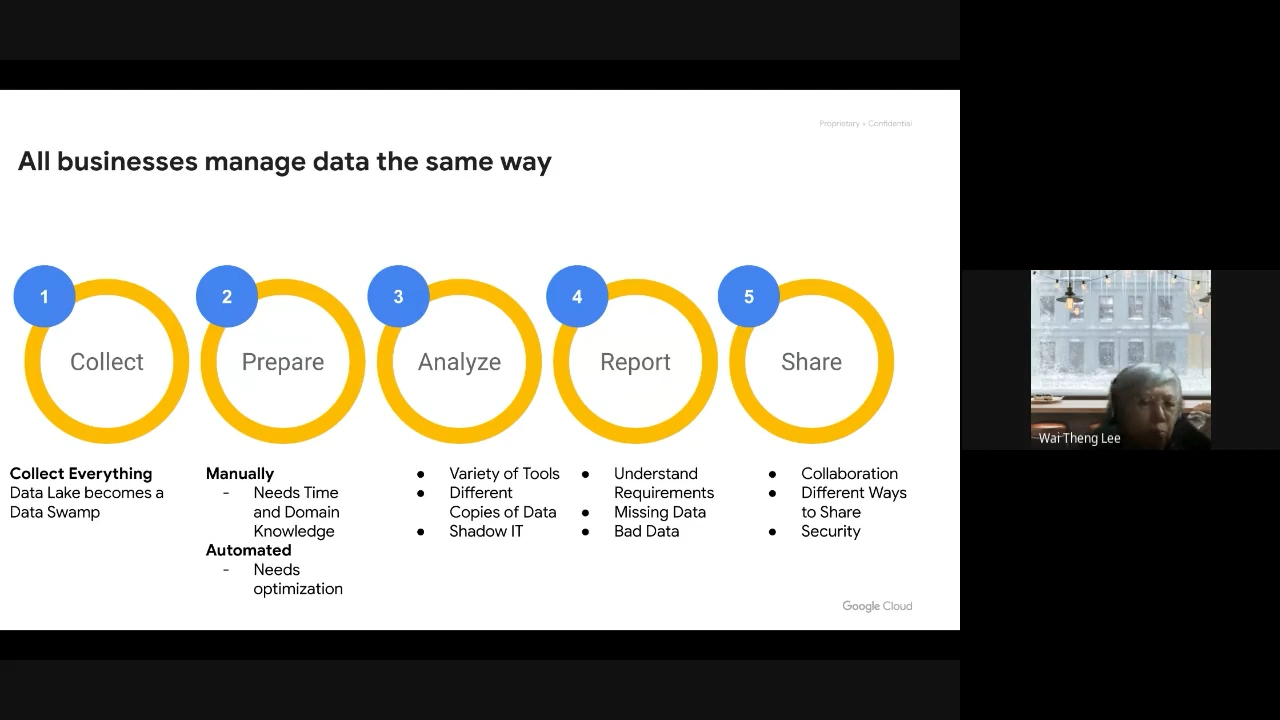 Proprietary + Confidential
All businesses manage data the same way
1
2
3
4
5
Collect
Prepare
Analyze
Report
Share
Collect Everything
Data Lake becomes a
Data Swamp
Manually
- Needs Time
and Domain
Knowledge
Automated
- Needs
optimization
● Variety of Tools
● Different
Copies of Data
● Shadow IT
● Understand
Requirements
● Missing Data
● Bad Data
● Collaboration
● Different Ways
to Share
● Security
Google Cloud
Wai Theng Lee